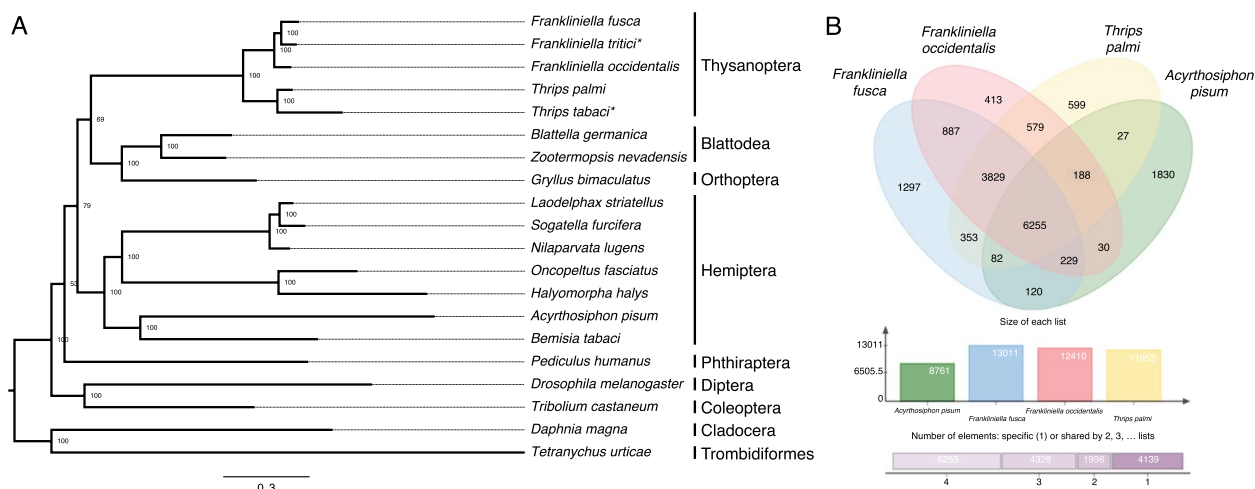 A
Frankliniella fusca
Frankliniella tritici*
Frankliniella occidentalis
Thrips palmi
Thrips tabaci*
Blattella germanica
Zootermopsis nevadensis
Gryllus bimaculatus
Laodelphax striatellus
Sogatella furcifera
Nilaparvata lugens
Oncopeltus fasciatus
Halyomorpha halys
Acyrthosiphon pisum
Bemisia tabaci
Pediculus humanus
Drosophila melanogaster
Tribolium castaneum
Daphnia magna
Tetranychus urticae
Thysanoptera
Blattodea
Orthoptera
Hemiptera
Phthiraptera
Diptera
Coleoptera
Cladocera
Trombidiformes
100
100
100
100
69
100
100
79
100
100
100
100
100
53
100
100
100
100
0.3
B
Frankliniella
fusca
Frankliniella
occidentalis
Thrips
palmi
Acyrthosiphon
pisum
413
599
887
579
27
1297
3829
188
1830
6255
353
30
82
229
120
Size of each list
13011
6505.5
0
8761
13011
12410
11953
Acyrthosiphon pisum
Frankliniella fusca
Frankliniella occidentalis
Thrips palmi
Number of elements: specific (1) or shared by 2, 3, ... lists
6255
4328
1996
4139
4
3
2
1